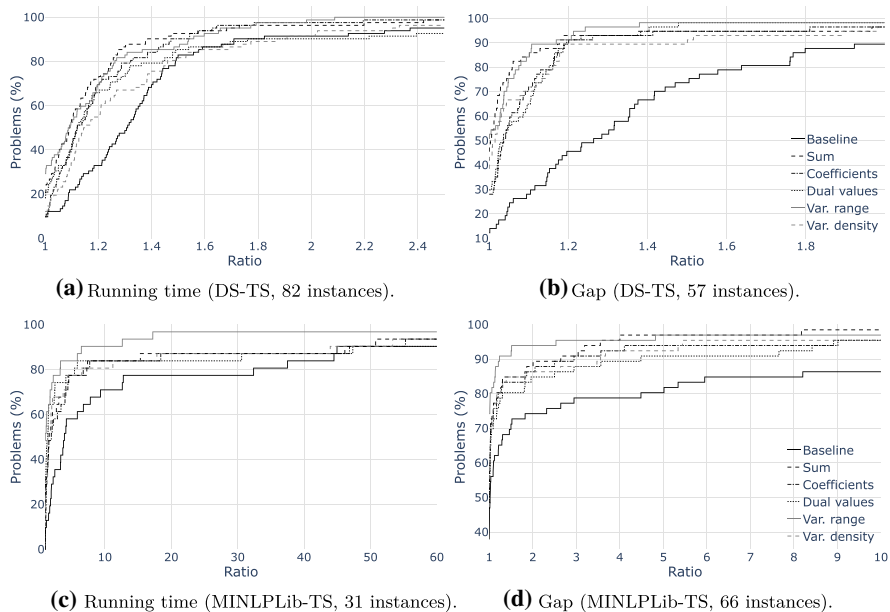 100
80
60
40
20
0
Problems (%)
1
1.2
1.4
1.6
1.8
2
2.2
2.4
Ratio
(a) Running time (DS-TS, 82 instances).
100
90
80
70
60
50
40
30
20
10
Problems (%)
1
1.2
1.4
1.6
1.8
Ratio
Baseline
Sum
Coefficients
Dual values
Var. range
Var. density
(b) Gap (DS-TS, 57 instances).
100
80
60
40
20
0
Problems (%)
10
20
30
40
50
60
Ratio
(c) Running time (MINLPLib-TS, 31 instances).
100
90
80
70
60
50
40
Problems (%)
1
2
3
4
5
6
7
8
9
10
Ratio
Baseline
Sum
Coefficients
Dual values
Var. range
Var. density
(d) Gap (MINLPLib-TS, 66 instances).